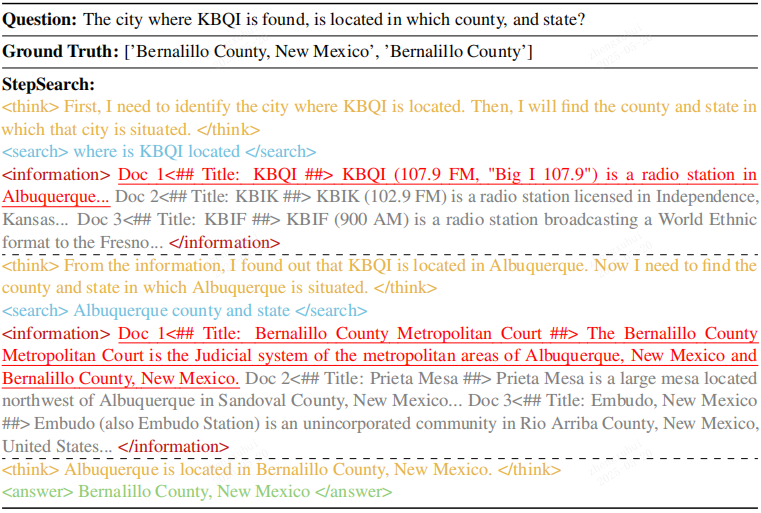 Question: The city where KBQI is found, is located in which county, and state?
Ground Truth: ['Bernalillo County, New Mexico', 'Bernalillo County']
StepSearch:
<think> First, I need to identify the city where KBQI is located. Then, I will find the county and state in
which that city is situated. </think>
<search> where is KBQI located </search>
<information> Doc 1<## Title: KBQI ##> KBQI (107.9 FM, "Big I 107.9") is a radio station in
Albuquerque... Doc 2<## Title: KBIK ##> KBIK (102.9 FM) is a radio station licensed in Independence,
Kansas... Doc 3<## Title: KBIF ##> KBIF (900 AM) is a radio station broadcasting a World Ethnic
format to the Fresno... </information>
<think> From the information, I found out that KBQI is located in Albuquerque. Now I need to find the
county and state in which Albuquerque is situated. </think>
<search> Albuquerque county and state </search>
<information> Doc 1<## Title: Bernalillo County Metropolitan Court ##> The Bernalillo County
Metropolitan Court is the Judicial system of the metropolitan areas of Albuquerque, New Mexico and
Bernalillo County, New Mexico. Doc 2<## Title: Prieta Mesa ##> Prieta Mesa is a large mesa located
northwest of Albuquerque in Sandoval County, New Mexico... Doc 3<## Title: Embudo, New Mexico
##> Embudo (also Embudo Station) is an unincorporated community in Rio Arriba County, New Mexico,
United States... </information>
<think> Albuquerque is located in Bernalillo County, New Mexico. </think>
<answer> Bernalillo County, New Mexico </answer>